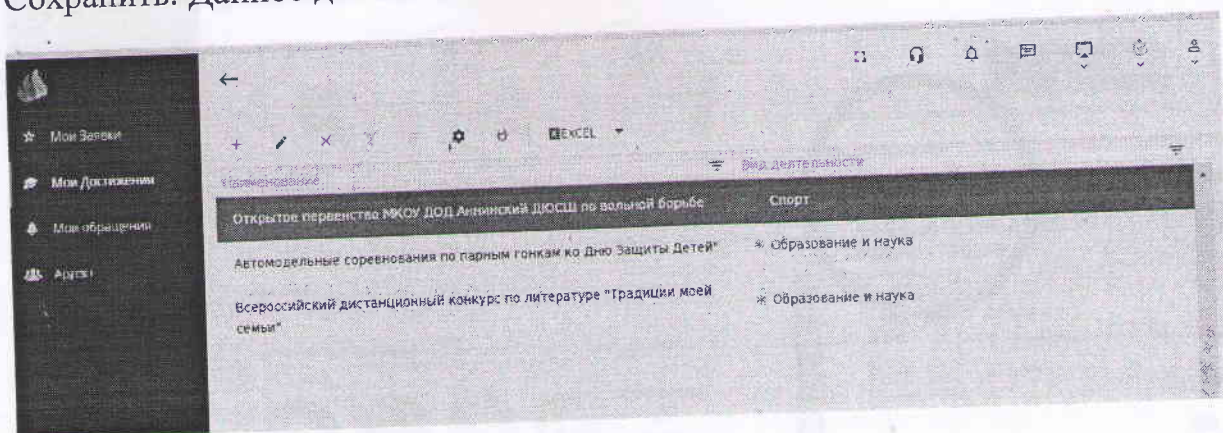 Сохранить. Данное д
Мои Заявки
Мои Достижения
Мои обращения
EXCEL
Наименование
Вид деятельности
Открытое первенство МКОУ ДОД Аннинский ДЮСШ по вольной борьбе
Спорт
Автомодельные соревнования по парным гонкам ко Дню Защиты Детей"
Образование и наука
Всероссийский дистанционный конкурс по литературе "Традиции моей
семьи"
Образование и наука